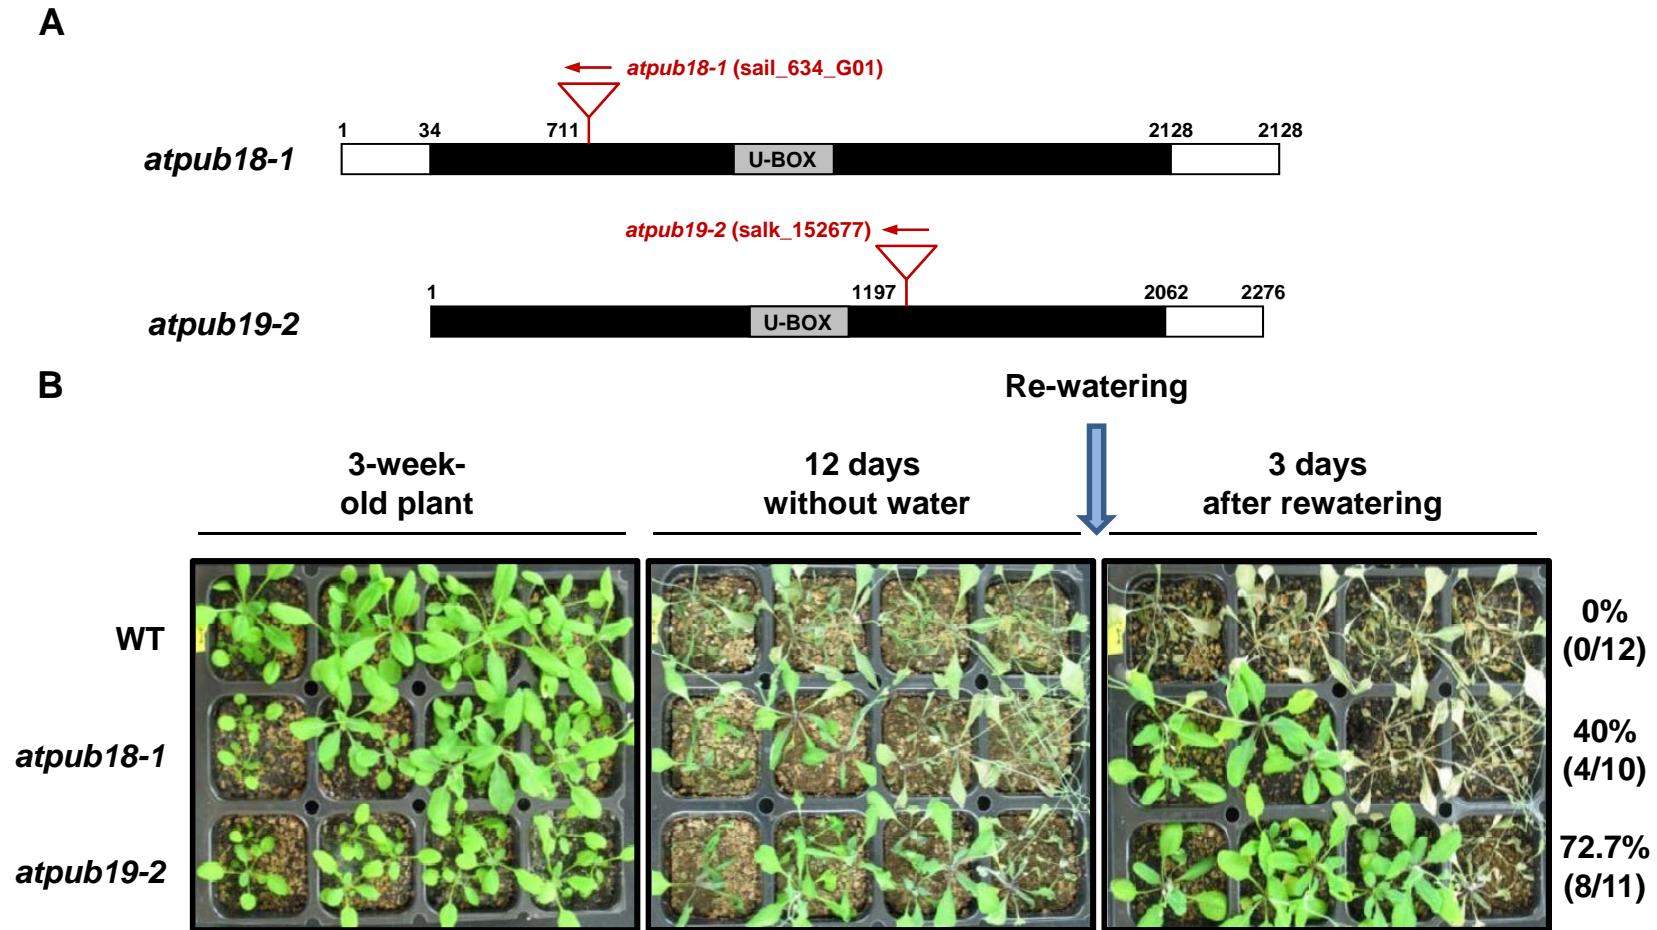 A
atpub18-1 (sail_634_G01)
1 34 711 2128 2128
atpub18-1 U-BOX
atpub19-2 (salk_152677)
1 1197 2062 2276
atpub19-2 U-BOX
B
Re-watering
3-week-
old plant
12 days
without water
3 days
after rewatering
WT
0%
(0/12)
atpub18-1
40%
(4/10)
atpub19-2
72.7%
(8/11)